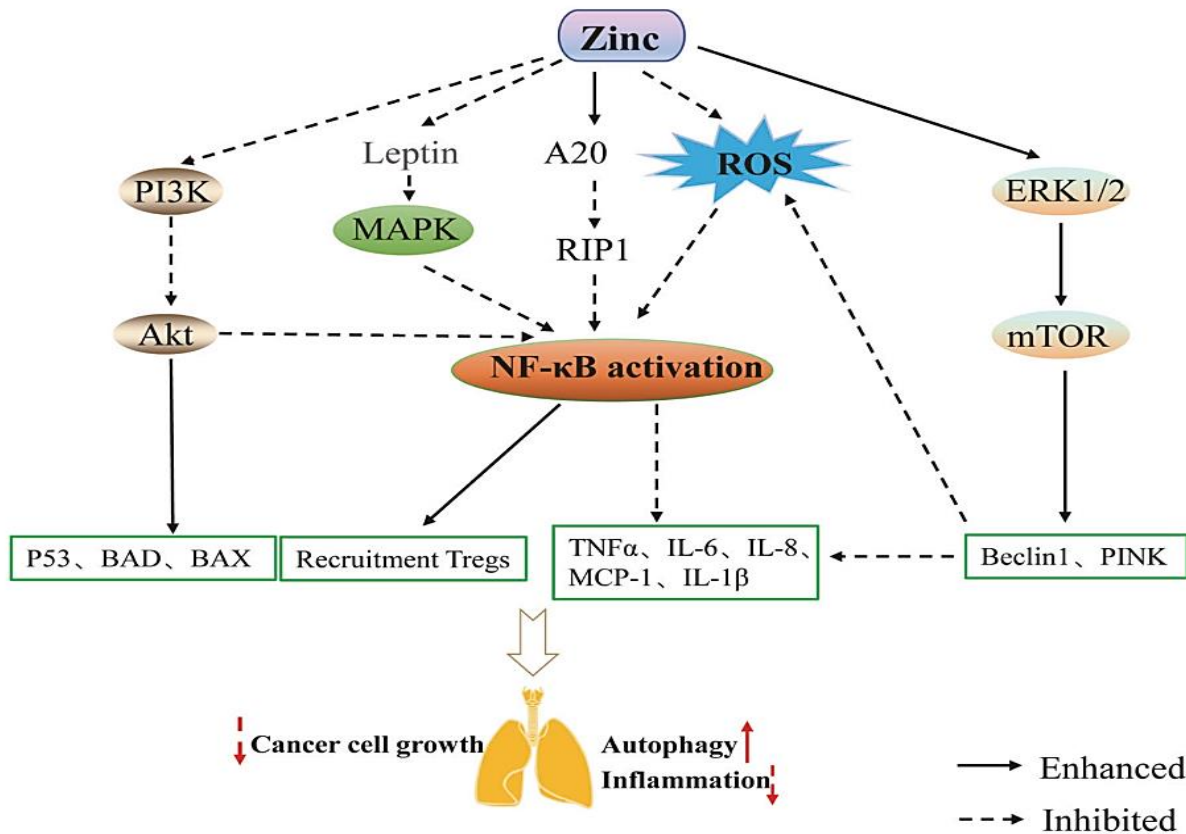 Zinc
Leptin
A20
ROS
PI3K
ERK1/2
MAPK
RIP1
Akt
mTOR
NF-κB activation
P53、BAD、BAX
Recruitment Tregs
TNFα、IL-6、IL-8、
MCP-1、IL-1β
Beclin1、PINK
Cancer cell growth
Autophagy
Inflammation
Enhanced
Inhibited